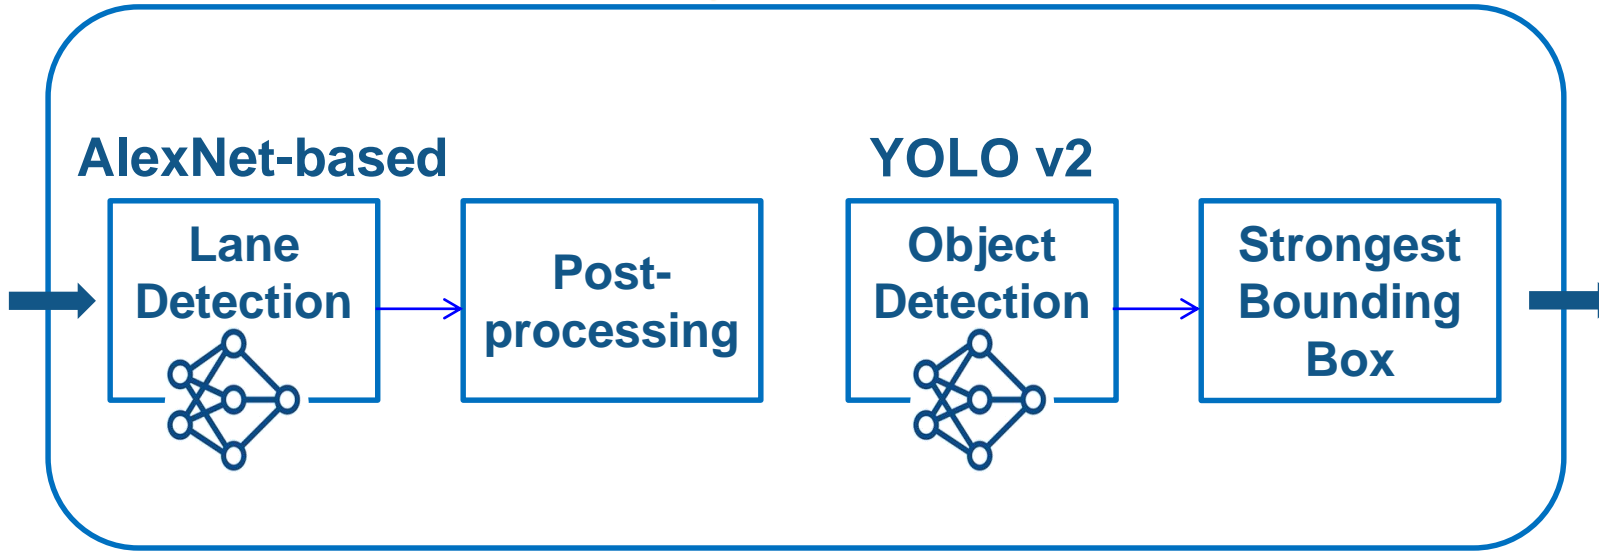 AlexNet-based
Lane
Detection
Post-
processing
YOLO v2
Object
Detection
Strongest
Bounding
Box